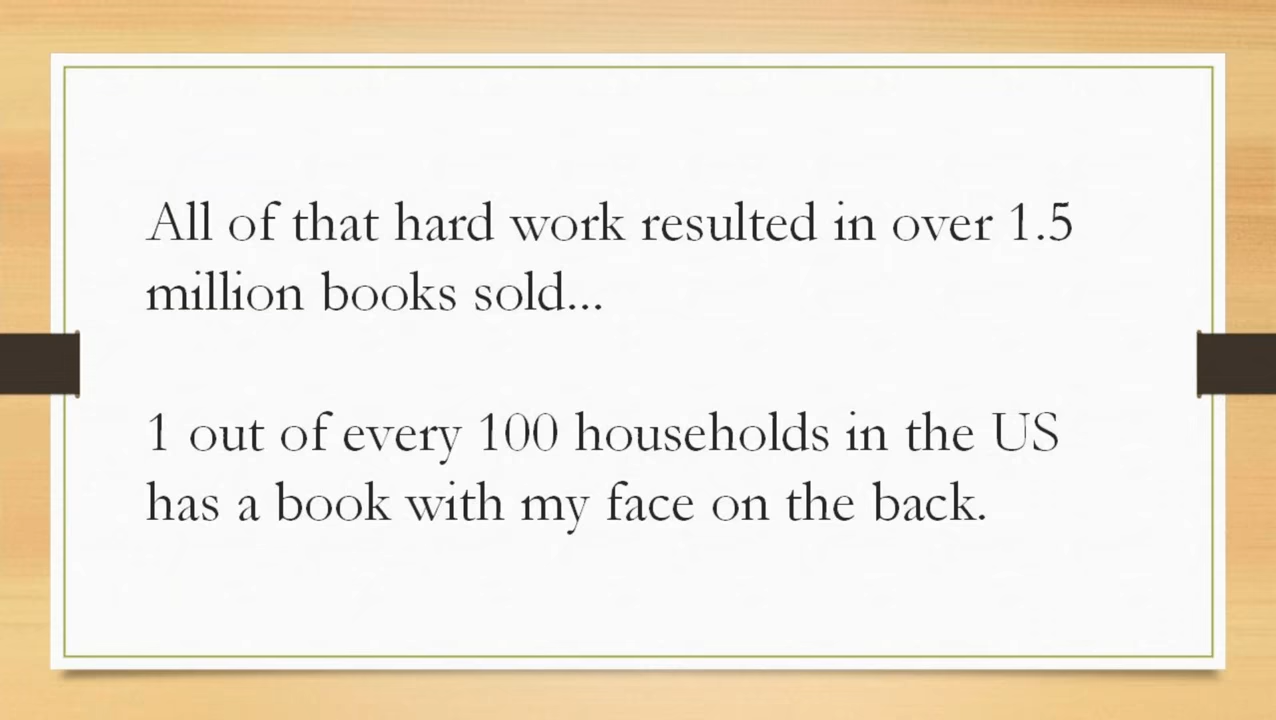 All of that hard work resulted in over 1.5
million books sold...
1 out of every 100 households in the US
has a book with my face on the back.